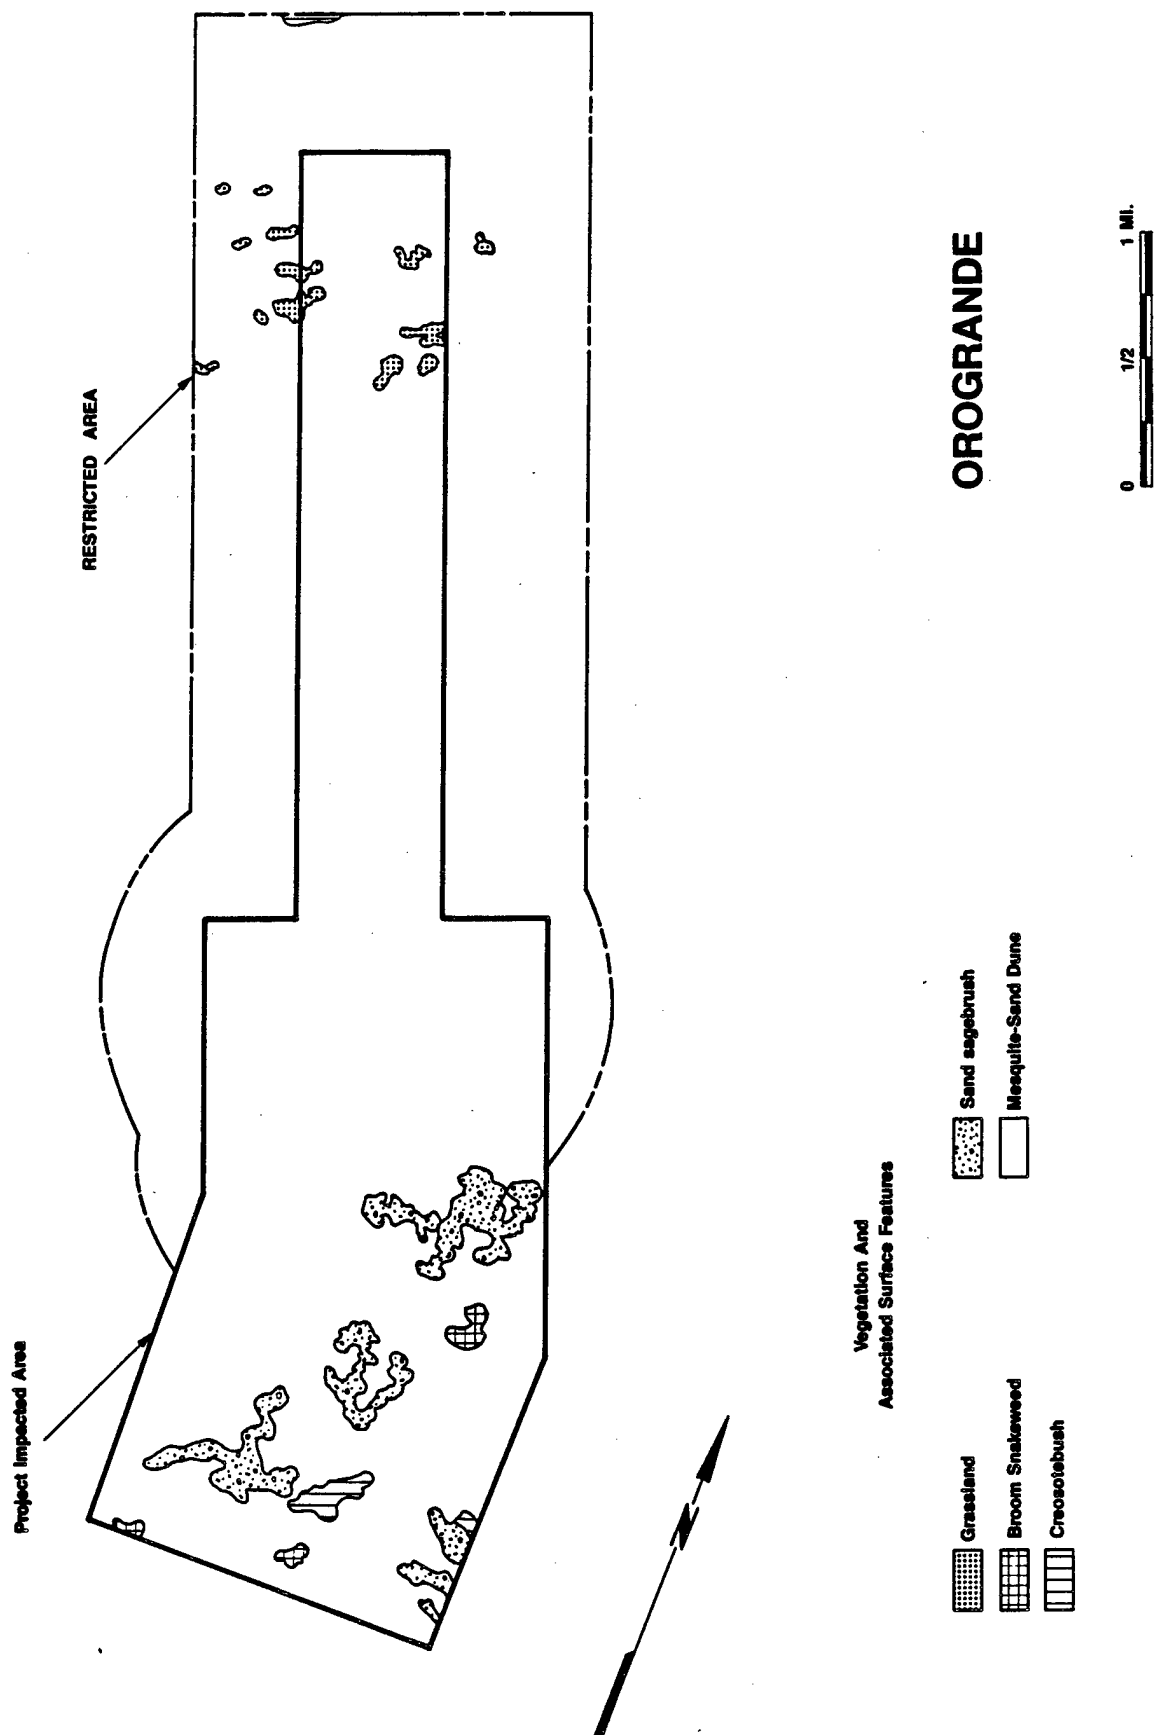 Project Impacted Area
RESTRICTED AREA
N
Vegetation And
Associated Surface Features
Grassland
Broom Snakeweed
Creosotebush
Sand sagebrush
Mesquite-Sand Dune
OROGRANDE
0 1/2 1 MI.